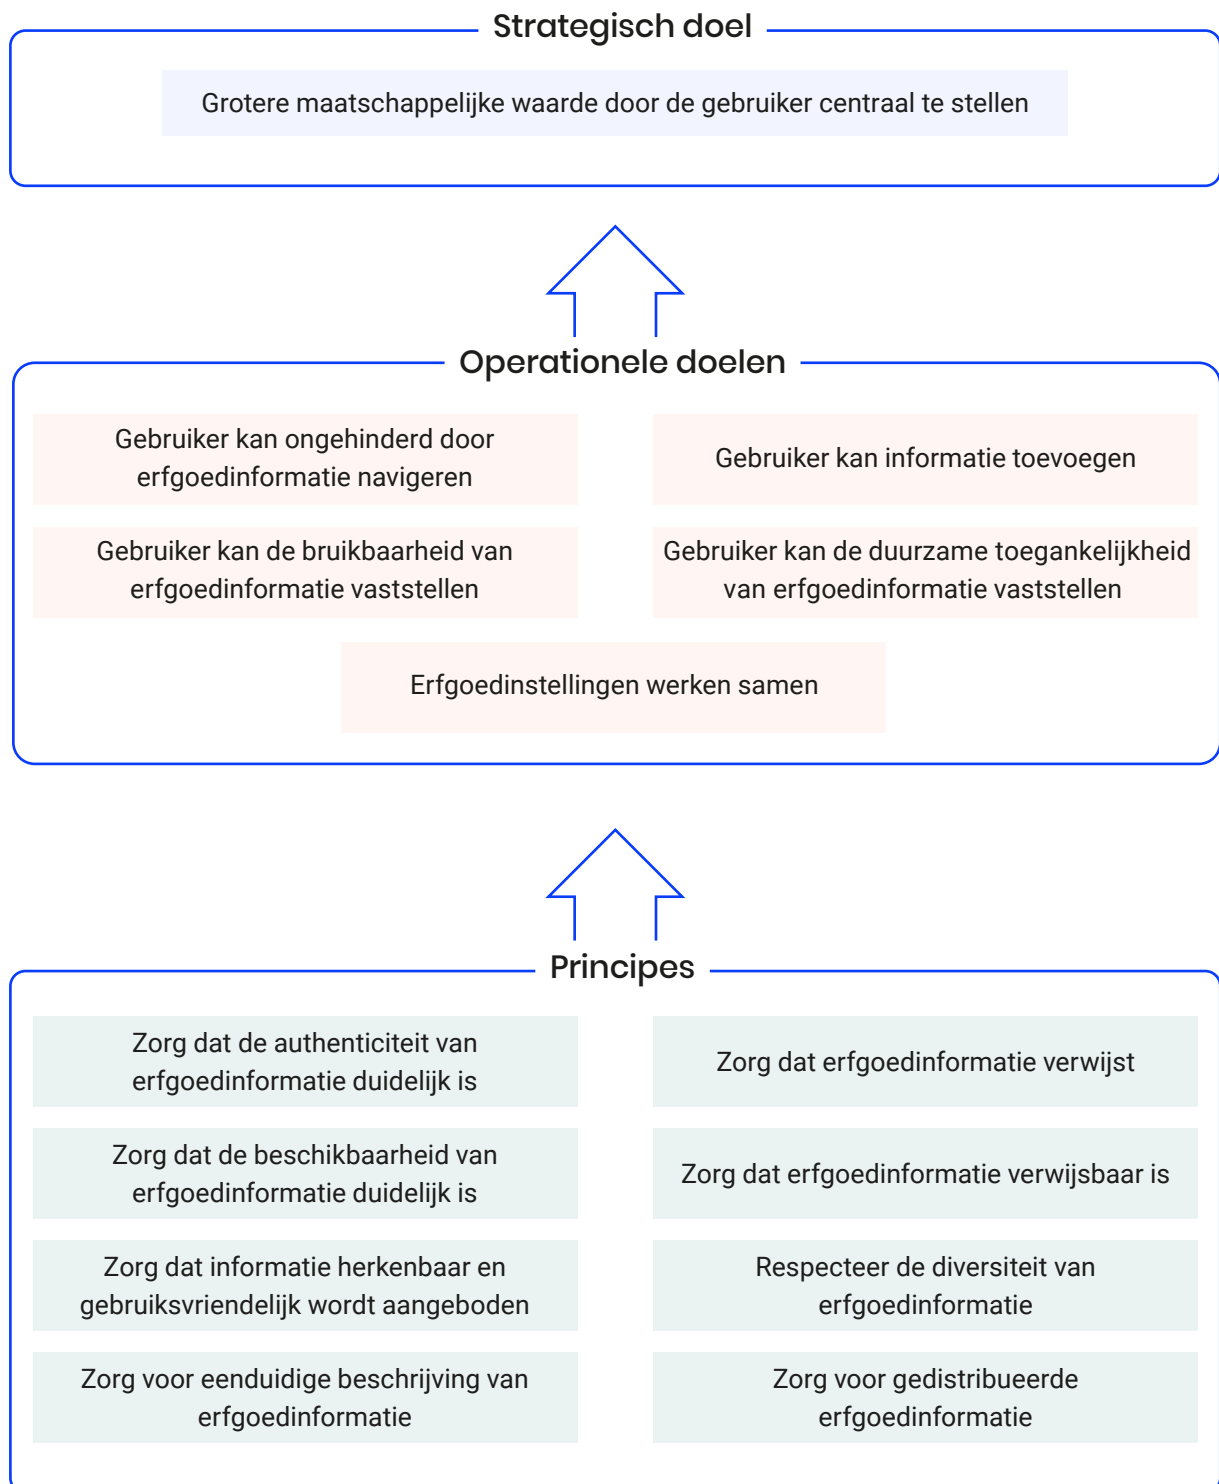 Strategisch doel
Grotere maatschappelijke waarde door de gebruiker centraal te stellen
Operationele doelen
Gebruiker kan ongehinderd door
erfgoedinformatie navigeren
Gebruiker kan informatie toevoegen
Gebruiker kan de bruikbaarheid van
erfgoedinformatie vaststellen
Gebruiker kan de duurzame toegankelijkheid
van erfgoedinformatie vaststellen
Erfgoedinstellingen werken samen
Principes
Zorg dat de authenticiteit van
erfgoedinformatie duidelijk is
Zorg dat erfgoedinformatie verwijst
Zorg dat de beschikbaarheid van
erfgoedinformatie duidelijk is
Zorg dat erfgoedinformatie verwijsbaar is
Zorg dat informatie herkenbaar en
gebruiksvriendelijk wordt aangeboden
Respecteer de diversiteit van
erfgoedinformatie
Zorg voor eenduidige beschrijving van
erfgoedinformatie
Zorg voor gedistribueerde
erfgoedinformatie